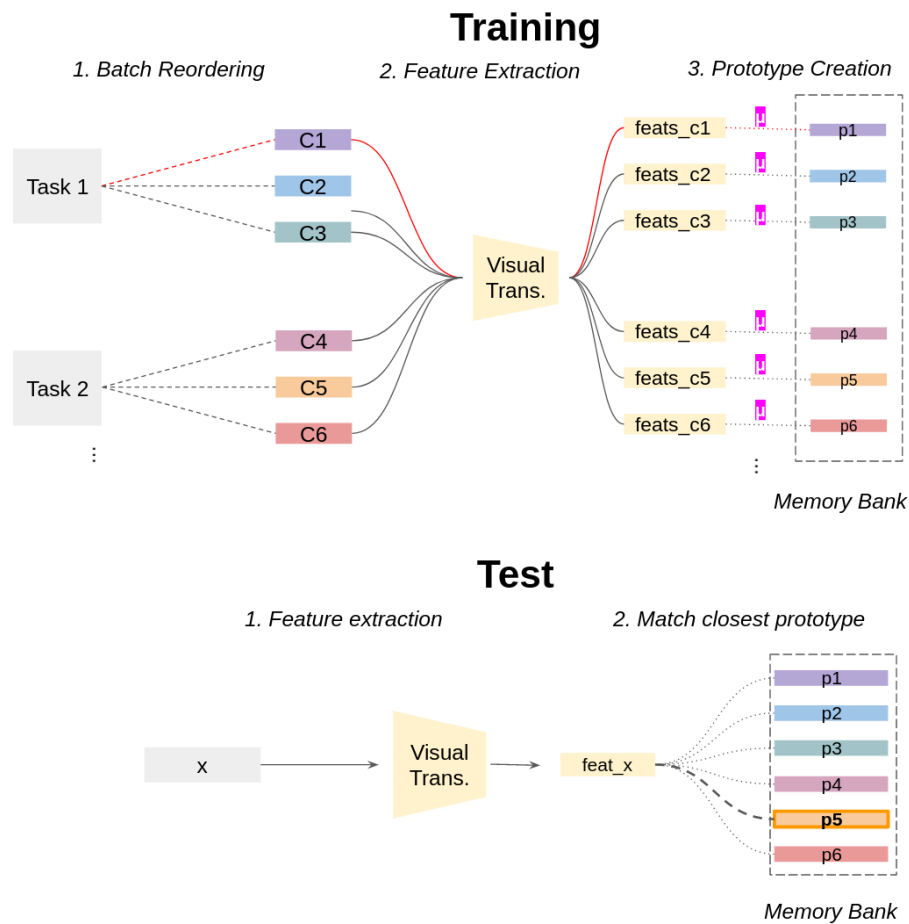 Training
1. Batch Reordering
2. Feature Extraction
3. Prototype Creation
Task 1
C1
C2
C3
Task 2
C4
C5
C6
...
Visual
Trans.
feats_c1
feats_c2
feats_c3
feats_c4
feats_c5
feats_c6
...
μ
μ
μ
μ
μ
μ
p1
p2
p3
p4
p5
p6
Memory Bank
Test
1. Feature extraction
2. Match closest prototype
x
Visual
Trans.
feat_x
p1
p2
p3
p4
p5
p6
Memory Bank